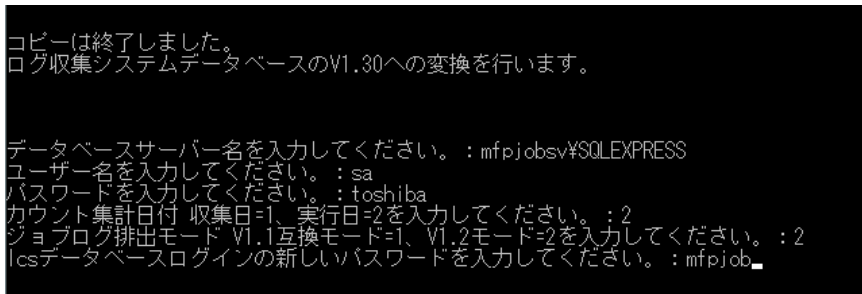 コピーは終了しました。
ログ収集システムデータベースのV1.30への変換を行います。
データベースサーバー名を入力してください。:mfpjobsv¥SQLEXPRESS
ユーザー名を入力してください。:sa
パスワードを入力してください。:toshiba
カウント集計日付 収集日=1、実行日=2を入力してください。:2
ジョブログ排出モード V1.1互換モード=1、V1.2モード=2を入力してください。:2
lcsデータベースログインの新しいパスワードを入力してください。:mfpjob